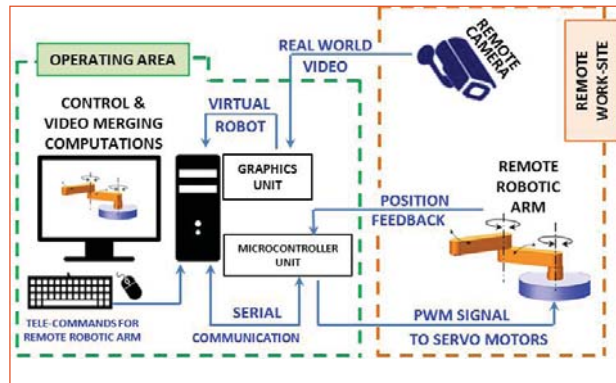 OPERATING AREA
CONTROL &
VIDEO MERGING
COMPUTATIONS
REAL WORLD
VIDEO
VIRTUAL
ROBOT
GRAPHICS
UNIT
MICROCONTROLLER
UNIT
TELE-COMMANDS FOR
REMOTE ROBOTIC ARM
SERIAL
COMMUNICATION
REMOTE
CAMERA
REMOTE
WORK-SITE
REMOTE
ROBOTIC
ARM
POSITION
FEEDBACK
PWM SIGNAL
TO SERVO MOTORS